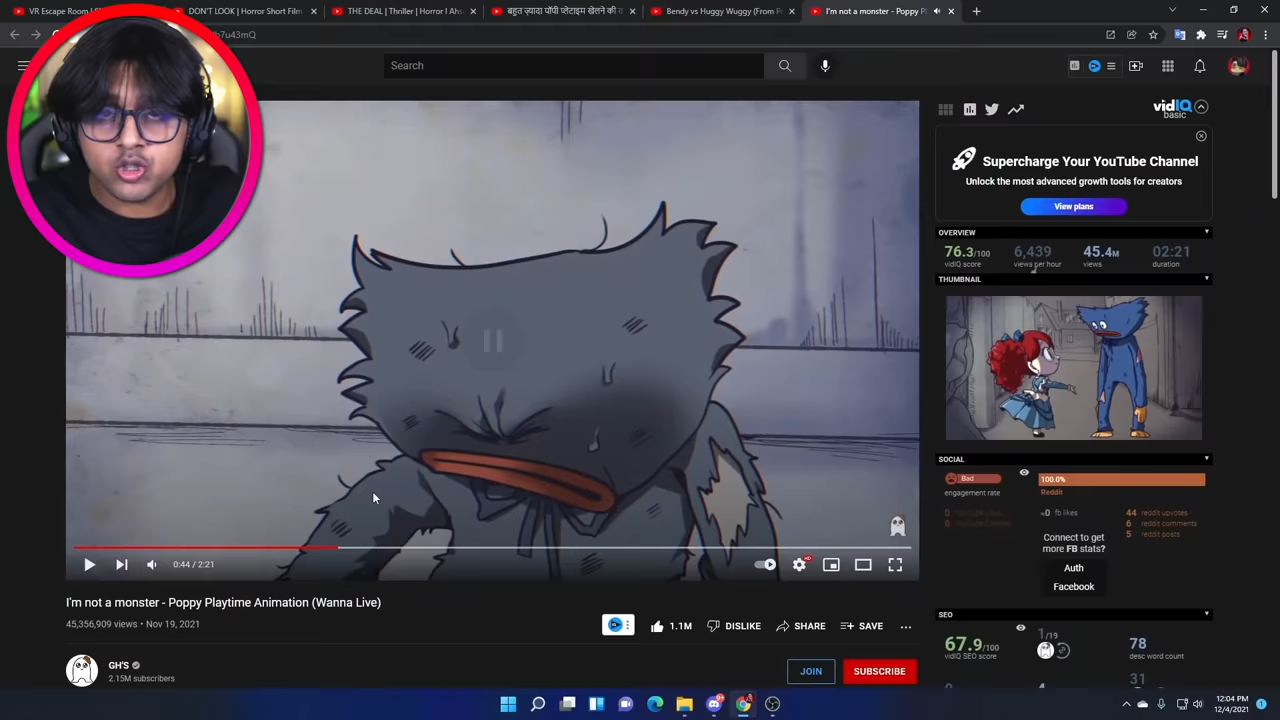 VR Escape Room
DON'T LOOK | Horror Short Film
THE DEAL | Thriller | Horror I
बहुत ज़्यादा पॉपी प्लेटाइम खेलने की
Bendy vs Huggy Wuggy (From Po
I'm not a monster - Poppy Pl
b7u43mQ
Search
vidIQ
basic
Supercharge Your YouTube Channel
Unlock the most advanced growth tools for creators
View plans
OVERVIEW
76.3/100 6,439 45.4M 02:21
vidIQ score views per hour views duration
THUMBNAIL
SOCIAL
Bad 100.0%
engagement rate Reddit
-0 fb likes 44 reddit upvotes
6 reddit comments
5 reddit posts
Connect to get
more FB stats?
Auth
Facebook
SEO
67.9/100 1/19 78
vidIQ SEO score desc word count
31
0:44 / 2:21
HD
I'm not a monster - Poppy Playtime Animation (Wanna Live)
45,356,909 views • Nov 19, 2021
1.1M DISLIKE SHARE SAVE
GH'S
2.15M subscribers
JOIN SUBSCRIBE
12:04 PM
12/4/2021